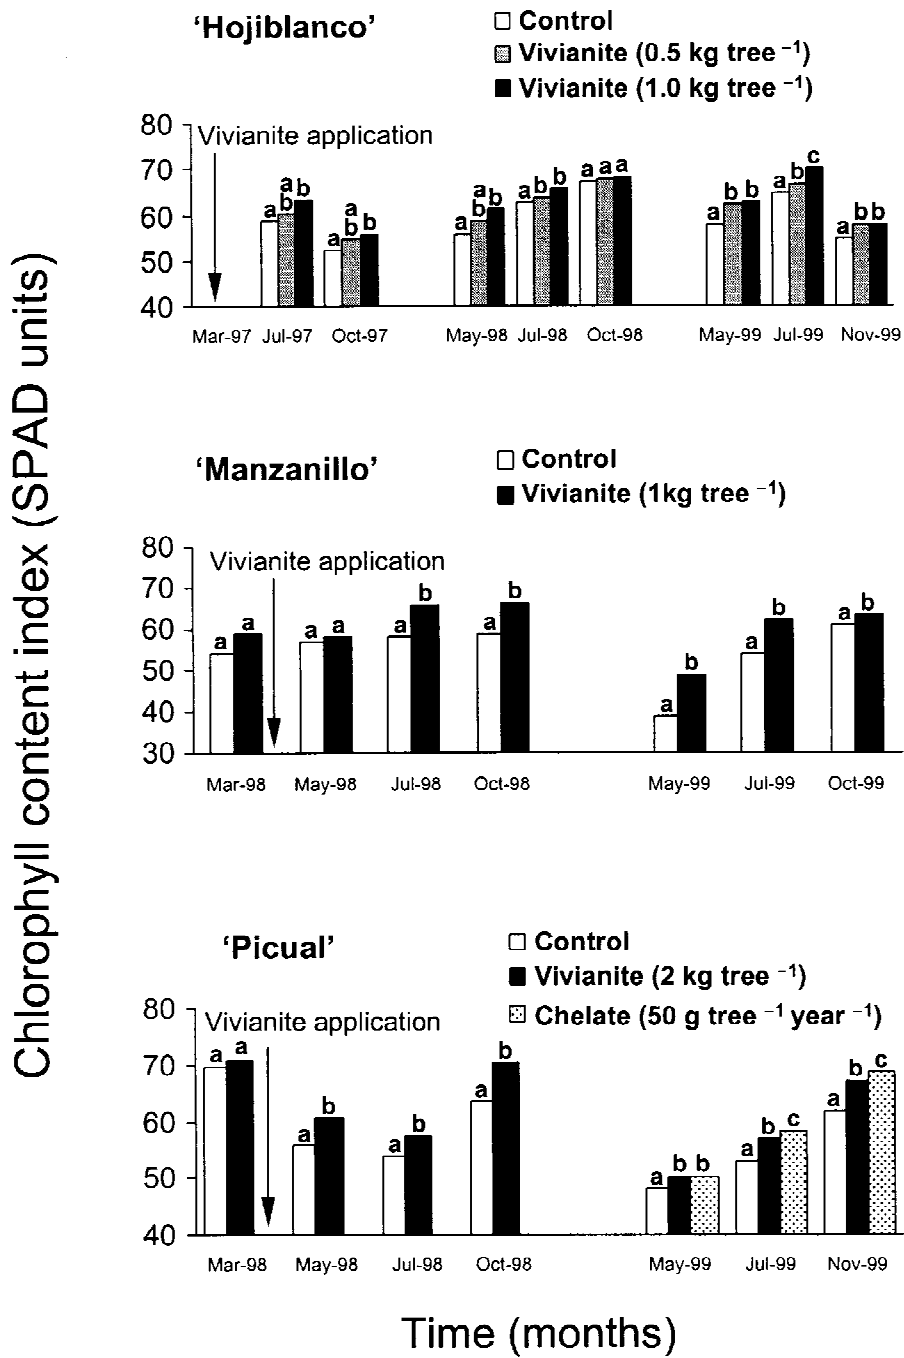 ‘Hojiblanco’
Control
Vivianite (0.5 kg tree ⁻¹)
Vivianite (1.0 kg tree ⁻¹)
80
Vivianite application
70
60
50
40
a a b b
a a b b
a a b b
a b b
a a a
a b b
a b c
a b b
Mar-97 Jul-97 Oct-97 May-98 Jul-98 Oct-98 May-99 Jul-99 Nov-99
Chlorophyll content index (SPAD units)
‘Manzanillo’
Control
Vivianite (1kg tree ⁻¹)
80
Vivianite application
70
60
50
40
30
a a
a a
a b
a b
a b
a b
a b
Mar-98 May-98 Jul-98 Oct-98 May-99 Jul-99 Oct-99
‘Picual’
Control
Vivianite (2 kg tree ⁻¹)
Chelate (50 g tree ⁻¹ year ⁻¹)
80
Vivianite application
70
60
50
40
a a
a b
a b
a b
a b b
a b c
a b c
Mar-98 May-98 Jul-98 Oct-98 May-99 Jul-99 Nov-99
Time (months)